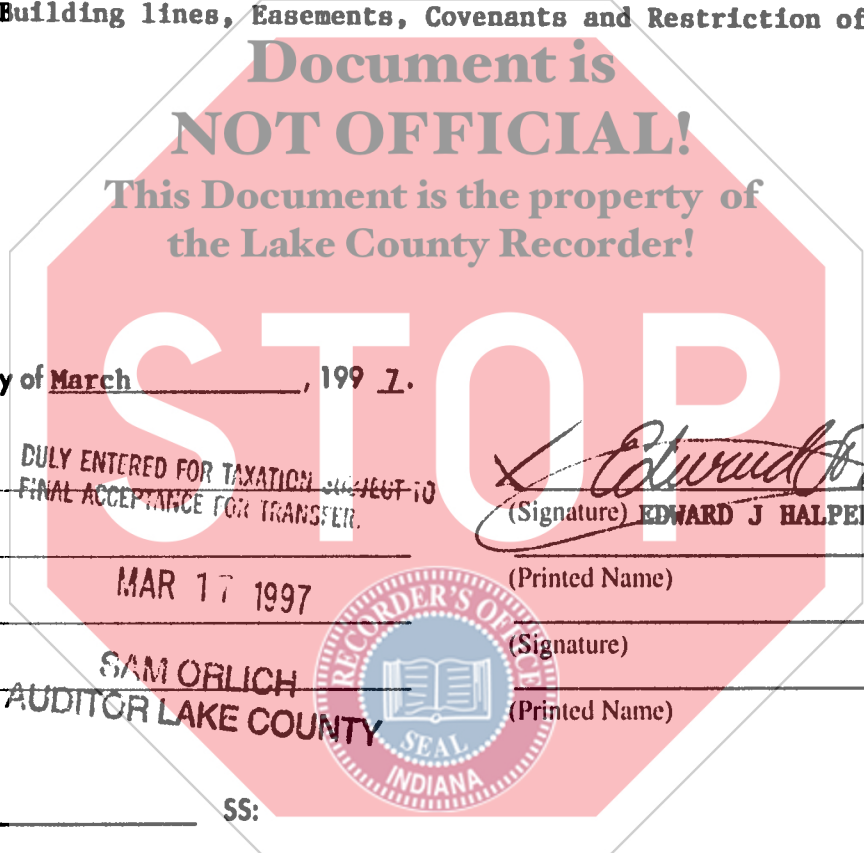 Building lines, Easements, Covenants and Restriction of
Document is
NOT OFFICIAL!
This Document is the property of
the Lake County Recorder!
STOP
y of March , 199 7.
DULY ENTERED FOR TAXATION SUBJECT TO
FINAL ACCEPTANCE FOR TRANSFER.
X Edward
(Signature) EDWARD J HALPE
MAR 17 1997
(Printed Name)
(Signature)
SAM ORLICH
AUDITOR LAKE COUNTY
(Printed Name)
RECORDER'S OFFICE
SEAL
INDIANA
SS: